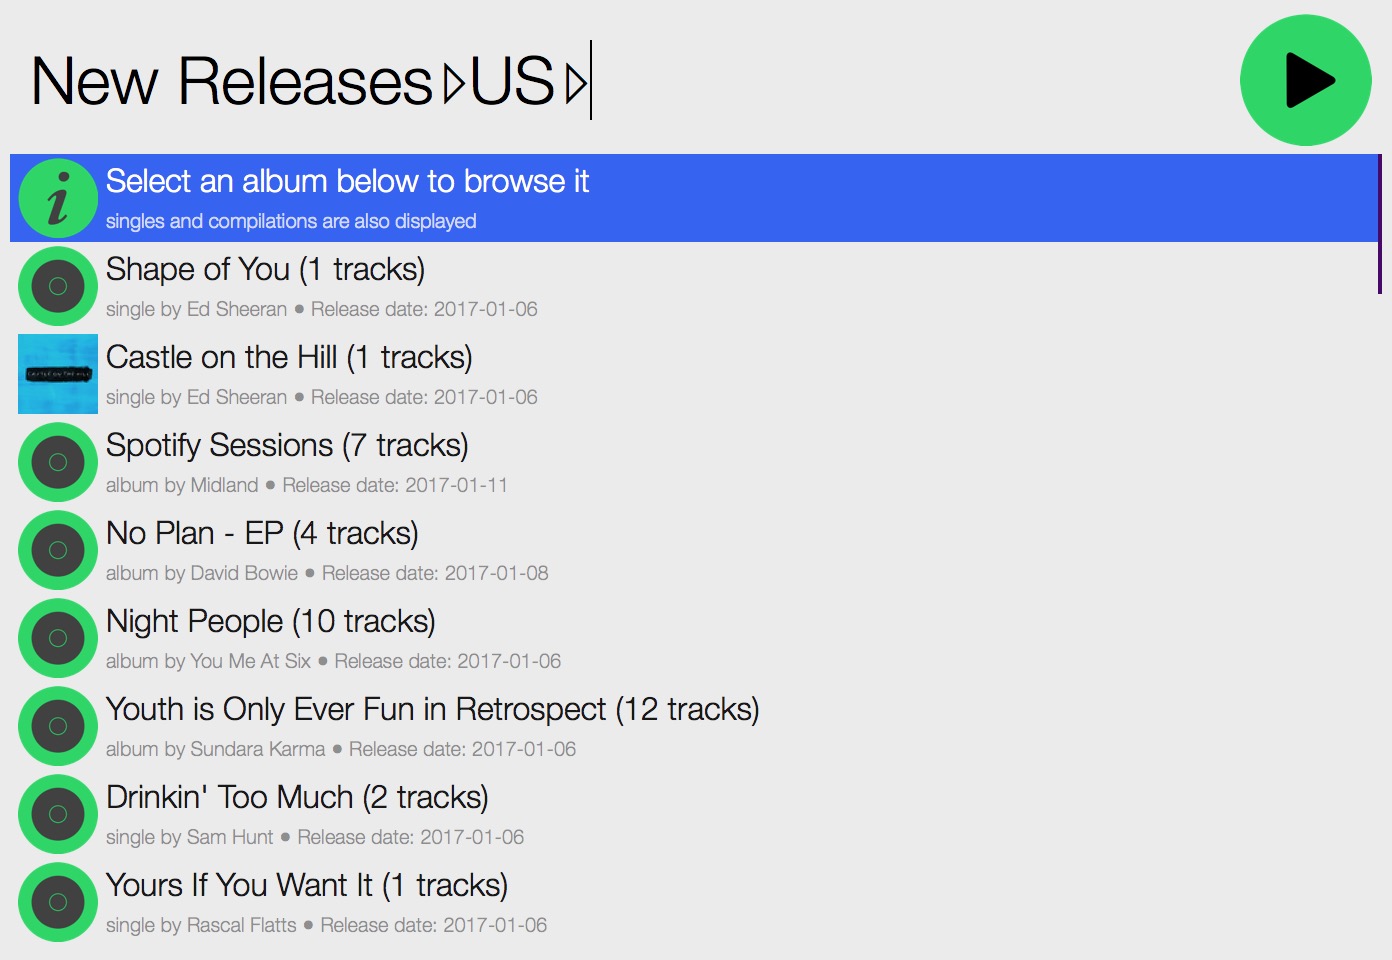 New Releases▹US▹
Select an album below to browse it
singles and compilations are also displayed
Shape of You (1 tracks)
single by Ed Sheeran ● Release date: 2017-01-06
CASTLE ON THE HILL
Castle on the Hill (1 tracks)
single by Ed Sheeran ● Release date: 2017-01-06
Spotify Sessions (7 tracks)
album by Midland ● Release date: 2017-01-11
No Plan - EP (4 tracks)
album by David Bowie ● Release date: 2017-01-08
Night People (10 tracks)
album by You Me At Six ● Release date: 2017-01-06
Youth is Only Ever Fun in Retrospect (12 tracks)
album by Sundara Karma ● Release date: 2017-01-06
Drinkin' Too Much (2 tracks)
single by Sam Hunt ● Release date: 2017-01-06
Yours If You Want It (1 tracks)
single by Rascal Flatts ● Release date: 2017-01-06